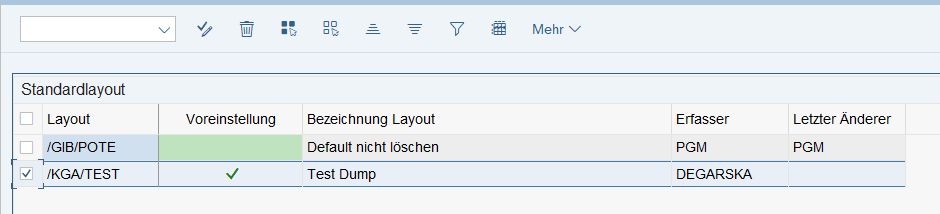 Mehr
Standardlayout
Layout Voreinstellung Bezeichnung Layout Erfasser Letzter Änderer
/GIB/POTE Default nicht löschen PGM PGM
/KGA/TEST Test Dump DEGARSKA